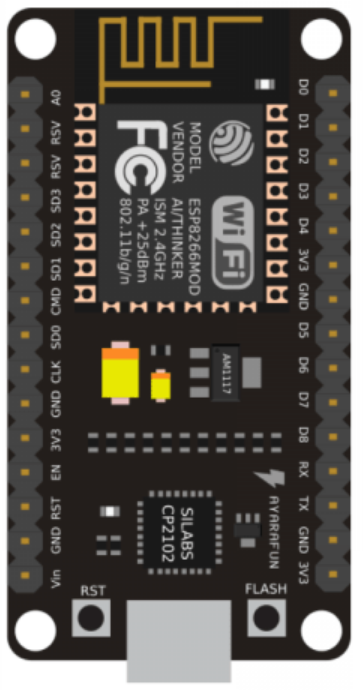 A0
RSV
RSV
SD3
SD2
SD1
CMD
SD0
CLK
GND
3V3
EN
RST
GND
Vin
D0
D1
D2
D3
D4
3V3
GND
D5
D6
D7
D8
RX
TX
GND
3V3
MODEL ESP8266MOD
VENDOR AI/THINKER
ISM 2.4GHz
PA +25dBm
802.11b/g/n
FC
Wi Fi
AM1117
SILABS
CP2102
AYARAFUN
RST
FLASH